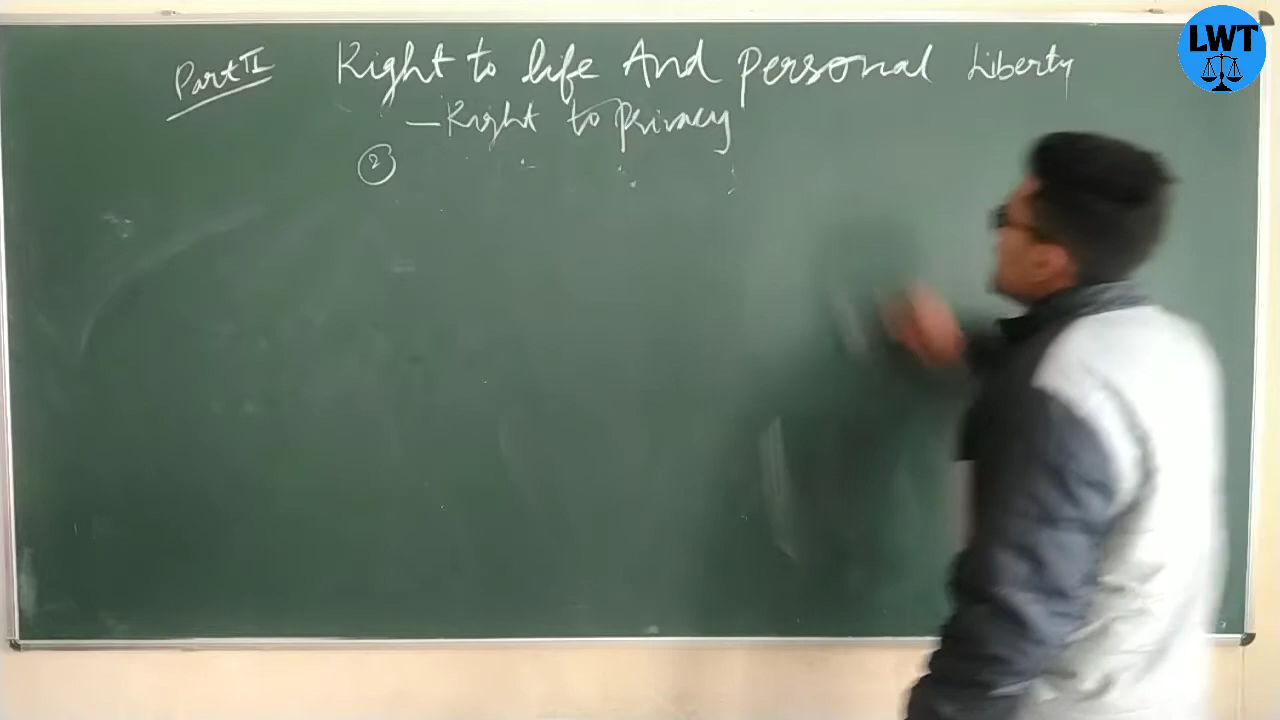 Part II Right to life And Personal Liberty
– Right to Privacy
②
LWT